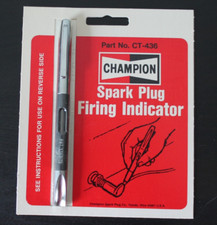 Part No. CT-436
CHAMPION
Spark Plug
Firing Indicator
SEE INSTRUCTIONS FOR USE ON REVERSE SIDE